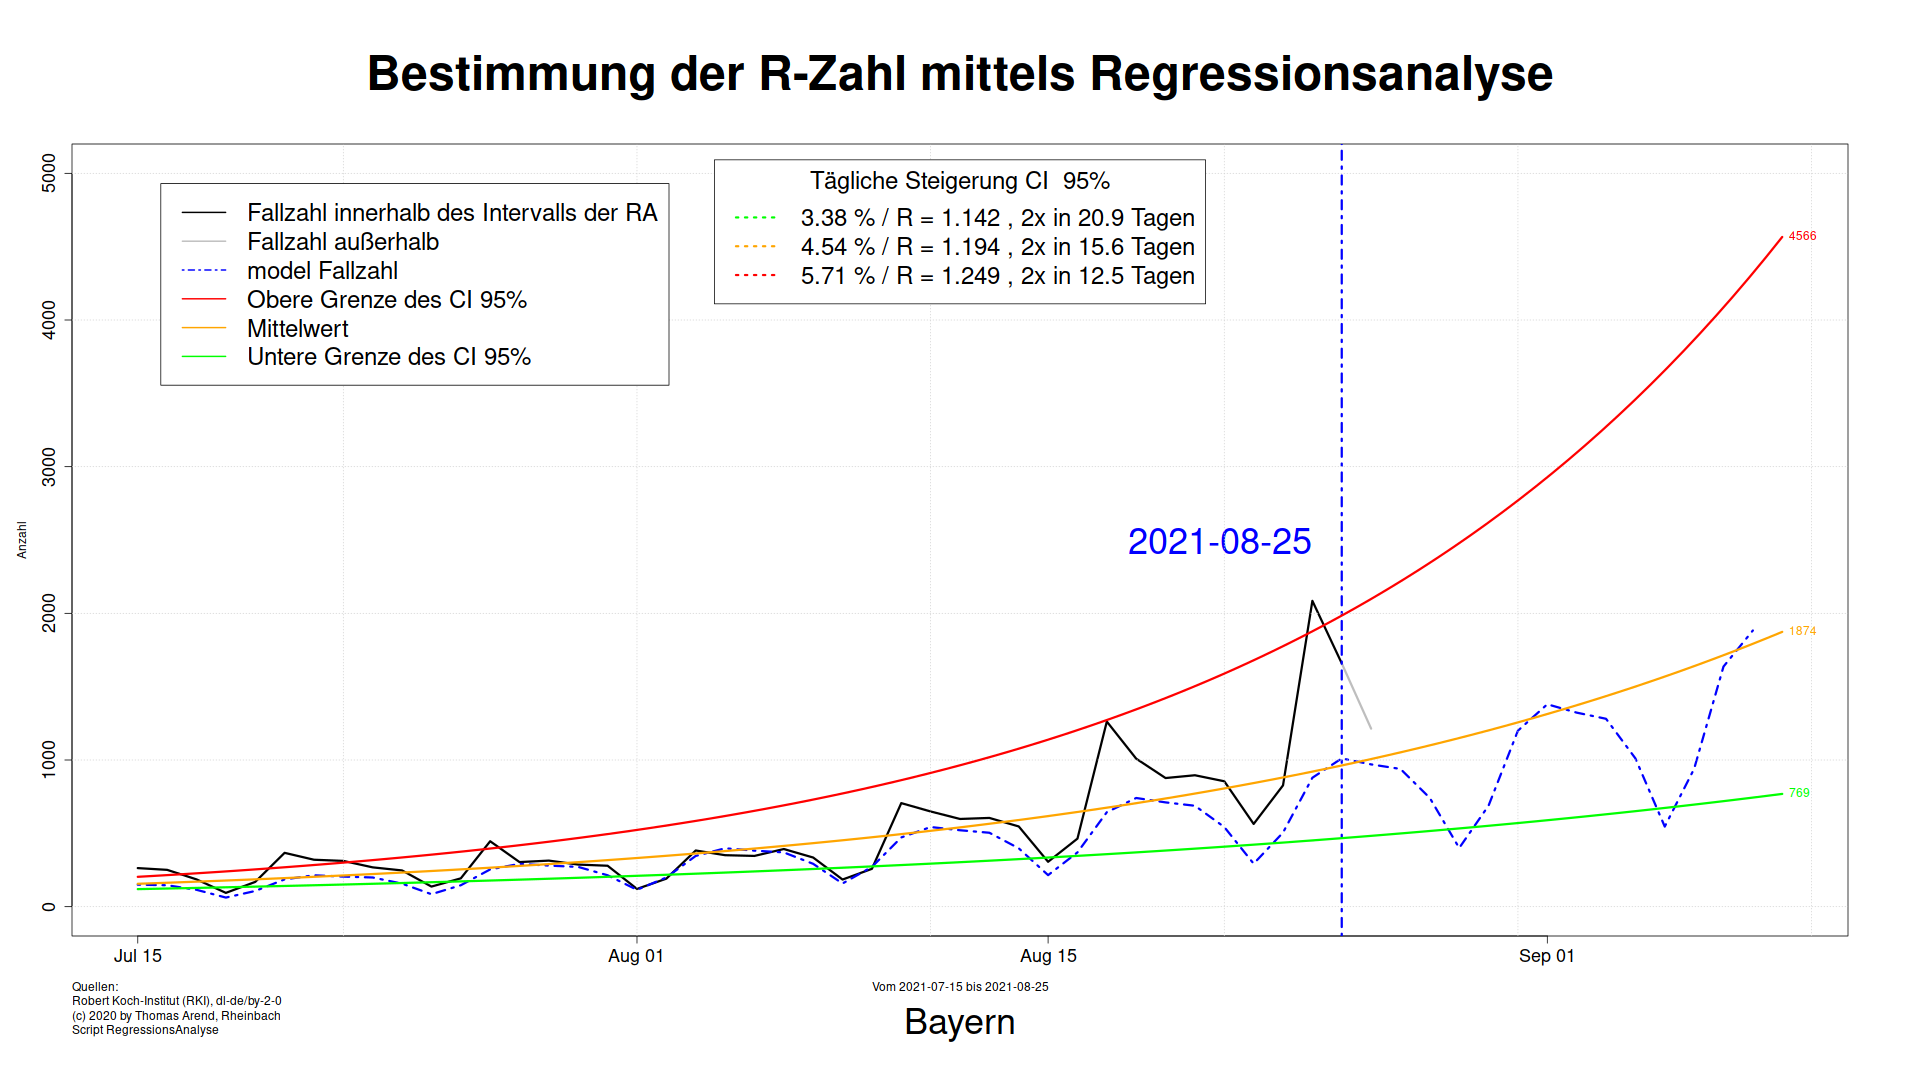 Bestimmung der R-Zahl mittels Regressionsanalyse
Fallzahl innerhalb des Intervalls der RA
Fallzahl außerhalb
model Fallzahl
Obere Grenze des CI 95%
Mittelwert
Untere Grenze des CI 95%
Tägliche Steigerung CI  95%
3.38 % / R = 1.142 , 2x in 20.9 Tagen
4.54 % / R = 1.194 , 2x in 15.6 Tagen
5.71 % / R = 1.249 , 2x in 12.5 Tagen
5000
4000
3000
2000
1000
0
Anzahl
2021-08-25
4566
1874
769
Jul 15
Aug 01
Aug 15
Sep 01
Quellen:
Robert Koch-Institut (RKI), dl-de/by-2-0
(c) 2020 by Thomas Arend, Rheinbach
Script RegressionsAnalyse
Vom 2021-07-15 bis 2021-08-25
Bayern